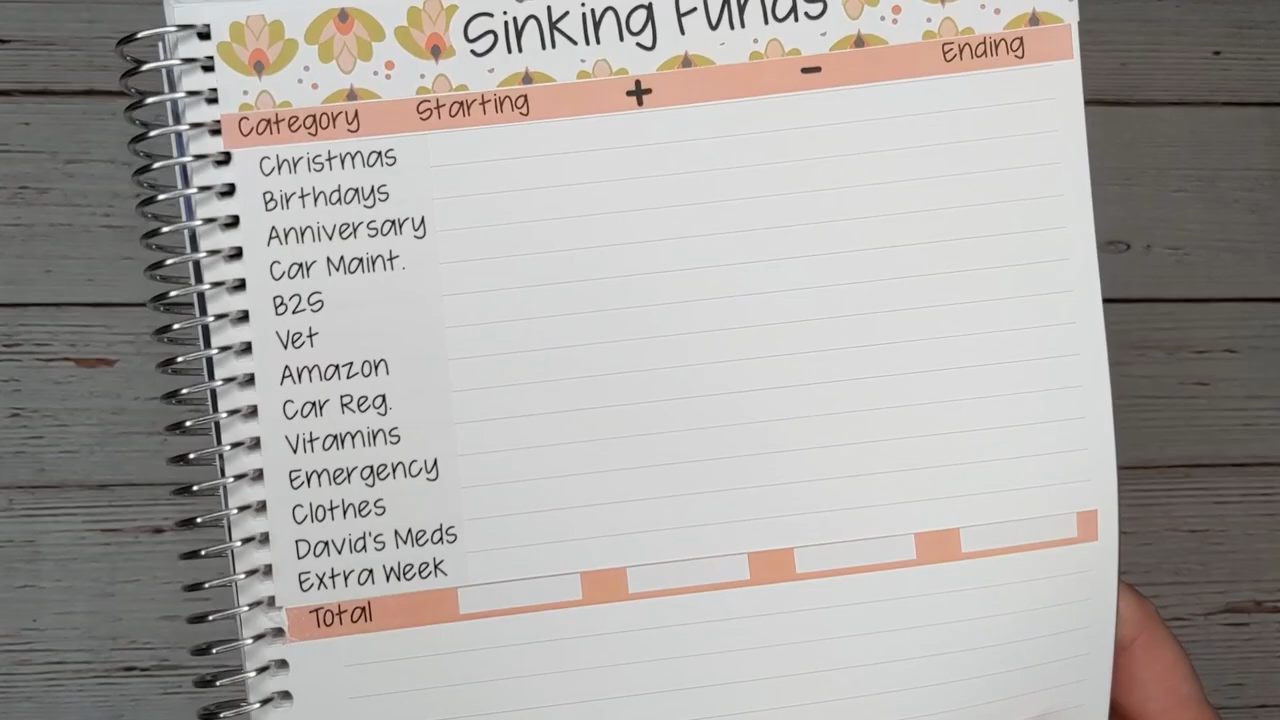 Sinking Funds
Category Starting + - Ending
Christmas
Birthdays
Anniversary
Car Maint.
B2S
Vet
Amazon
Car Reg.
Vitamins
Emergency
Clothes
David's Meds
Extra Week
Total